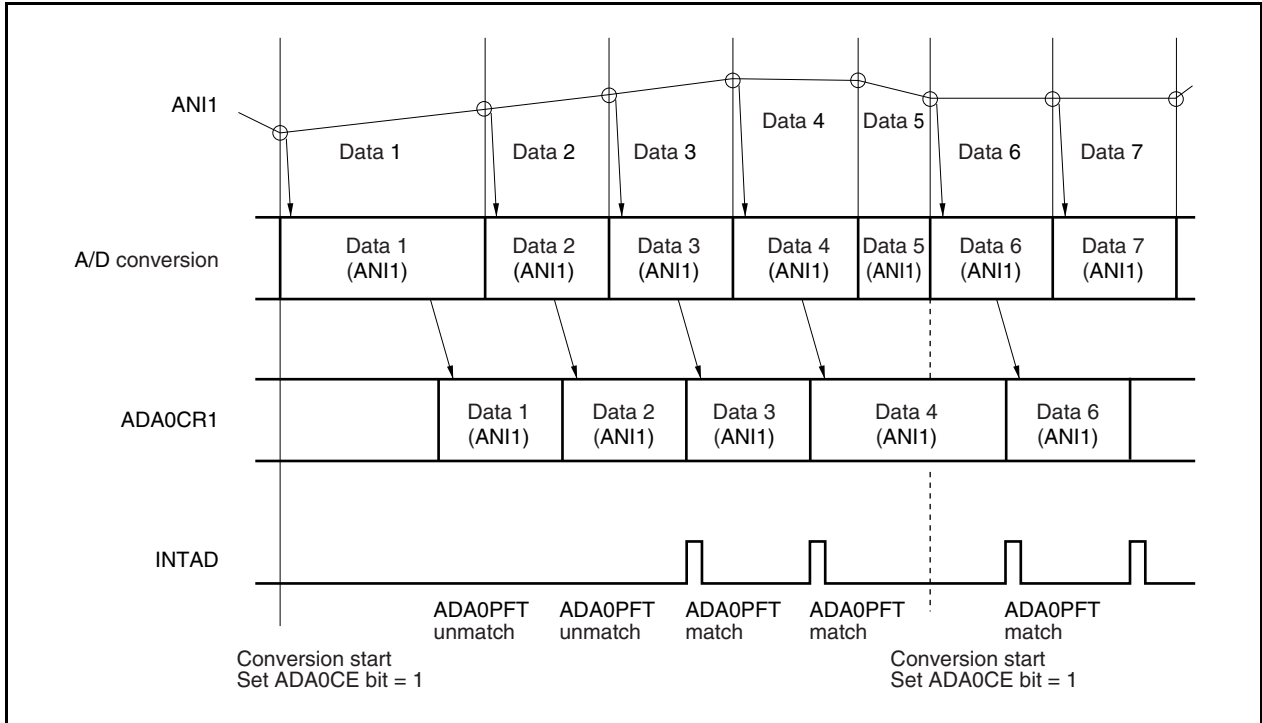 ANI1
Data 1
Data 2
Data 3
Data 4
Data 5
Data 6
Data 7
A/D conversion
Data 1
(ANI1)
Data 2
(ANI1)
Data 3
(ANI1)
Data 4
(ANI1)
Data 5
(ANI1)
Data 6
(ANI1)
Data 7
(ANI1)
ADA0CR1
Data 1
(ANI1)
Data 2
(ANI1)
Data 3
(ANI1)
Data 4
(ANI1)
Data 6
(ANI1)
INTAD
ADA0PFT
unmatch
ADA0PFT
unmatch
ADA0PFT
match
ADA0PFT
match
ADA0PFT
match
Conversion start
Set ADA0CE bit = 1
Conversion start
Set ADA0CE bit = 1